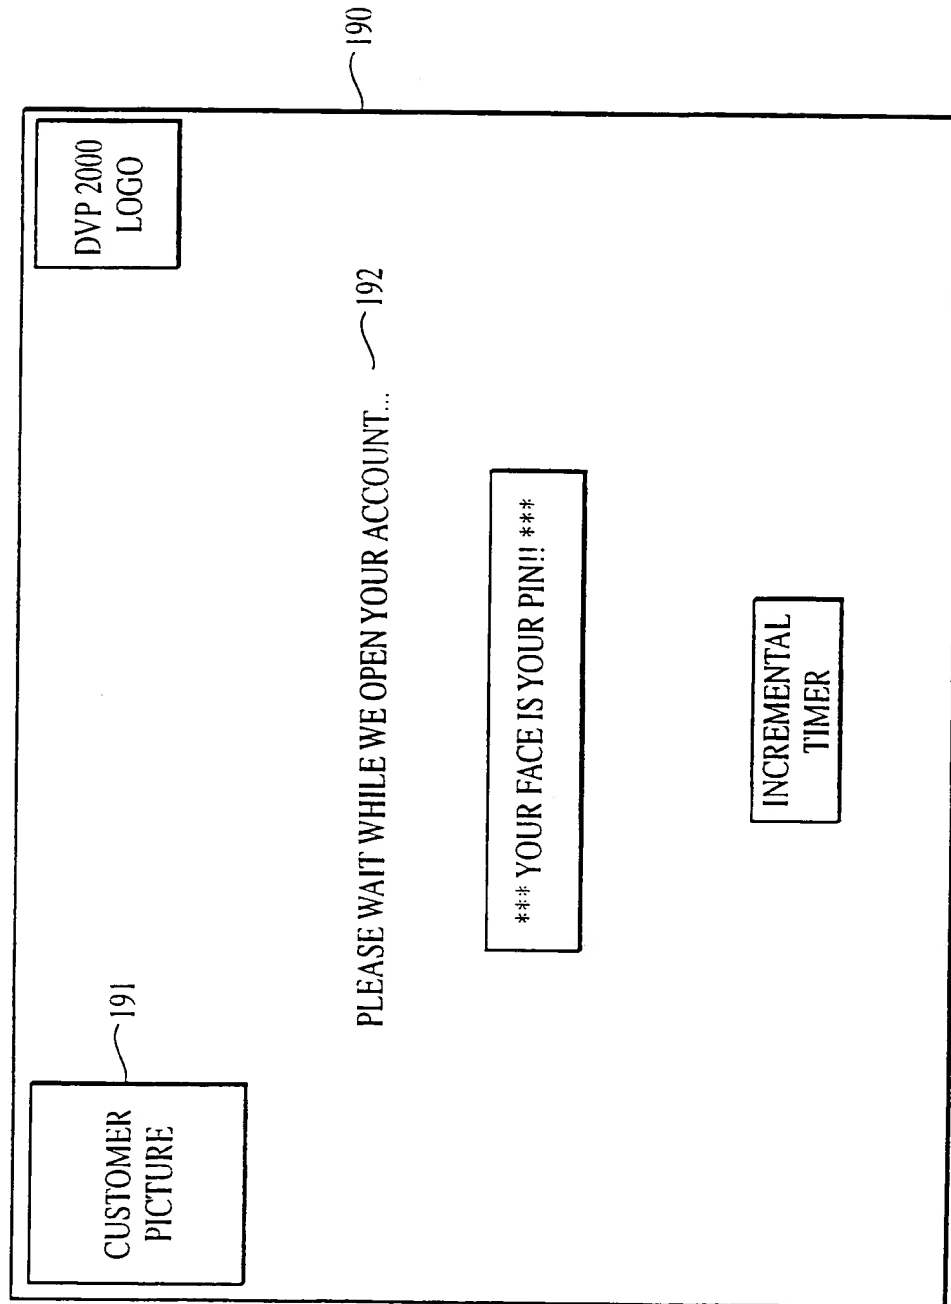 CUSTOMER
PICTURE
191
DVP 2000
LOGO
190
PLEASE WAIT WHILE WE OPEN YOUR ACCOUNT...
192
*** YOUR FACE IS YOUR PIN!! ***
INCREMENTAL
TIMER